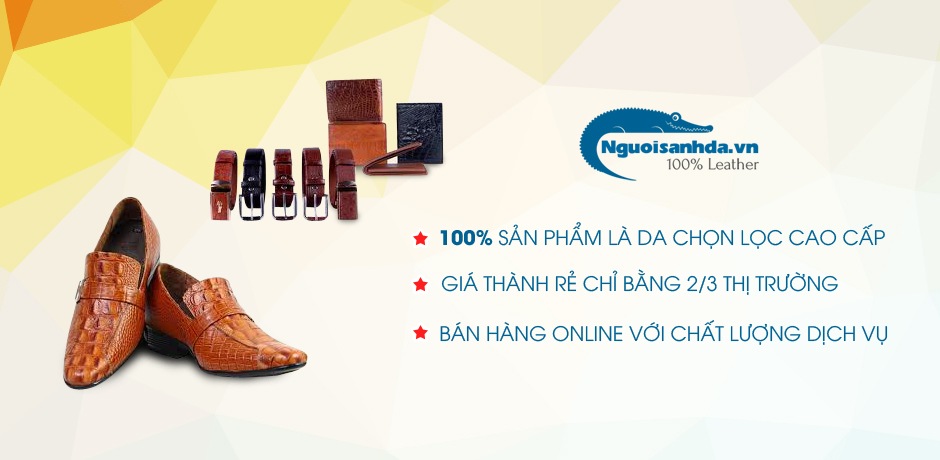 Nguoisanhda.vn
100% Leather
100% SẢN PHẨM LÀ DA CHỌN LỌC CAO CẤP
GIÁ THÀNH RẺ CHỈ BẰNG 2/3 THỊ TRƯỜNG
BÁN HÀNG ONLINE VỚI CHẤT LƯỢNG DỊCH VỤ